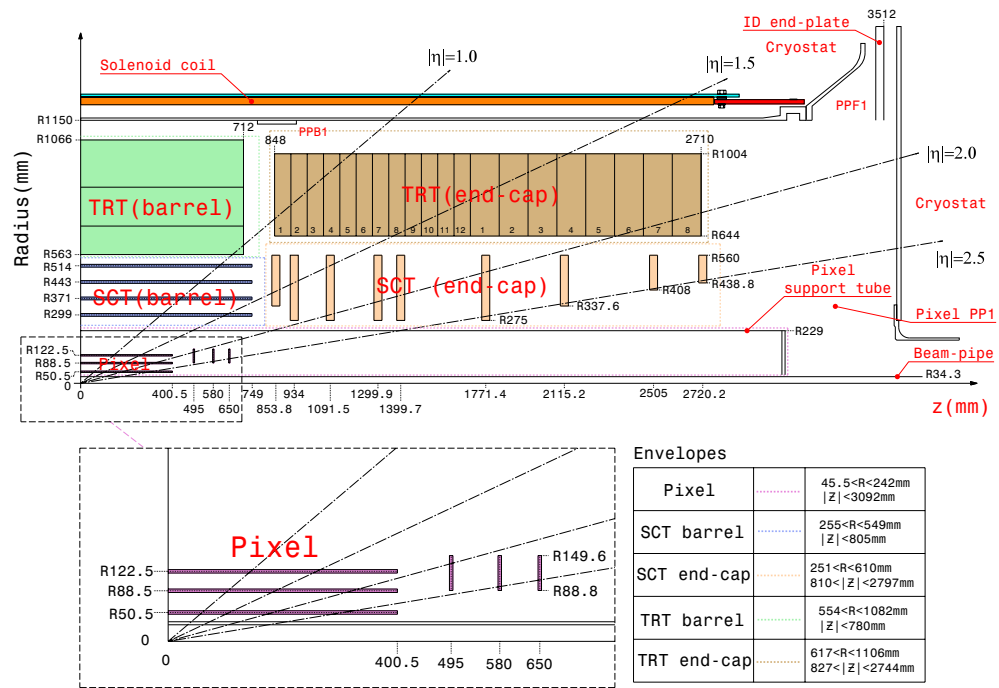 3512
ID end-plate
Cryostat
|η|=1.0
|η|=1.5
Solenoid coil
PPF1
R1150
712
PPB1
R1066
848
2710
R1004
|η|=2.0
Radius(mm)
TRT(barrel)
TRT(end-cap)
1 2 3 4 5 6 7 8 9 10 11 12 1 2 3 4 5 6 7 8
Cryostat
R644
R563
R560
|η|=2.5
R514
R443
R371
R299
SCT(barrel)
SCT (end-cap)
R438.8
R408
R337.6
R275
Pixel
support tube
R229
Pixel PP1
R122.5
R88.5
R50.5
0
Pixel
Beam-pipe
R34.3
0
400.5
580
749
934
1299.9
1771.4
2115.2
2505
2720.2
495
650
853.8
1091.5
1399.7
z(mm)
Envelopes
Pixel
45.5<R<242mm
|Z|<3092mm
SCT barrel
255<R<549mm
|Z|<805mm
SCT end-cap
251<R<610mm
810<|Z|<2797mm
TRT barrel
554<R<1082mm
|Z|<780mm
TRT end-cap
617<R<1106mm
827<|Z|<2744mm
Pixel
R149.6
R122.5
R88.5
R88.8
R50.5
0
0
400.5
495
580
650